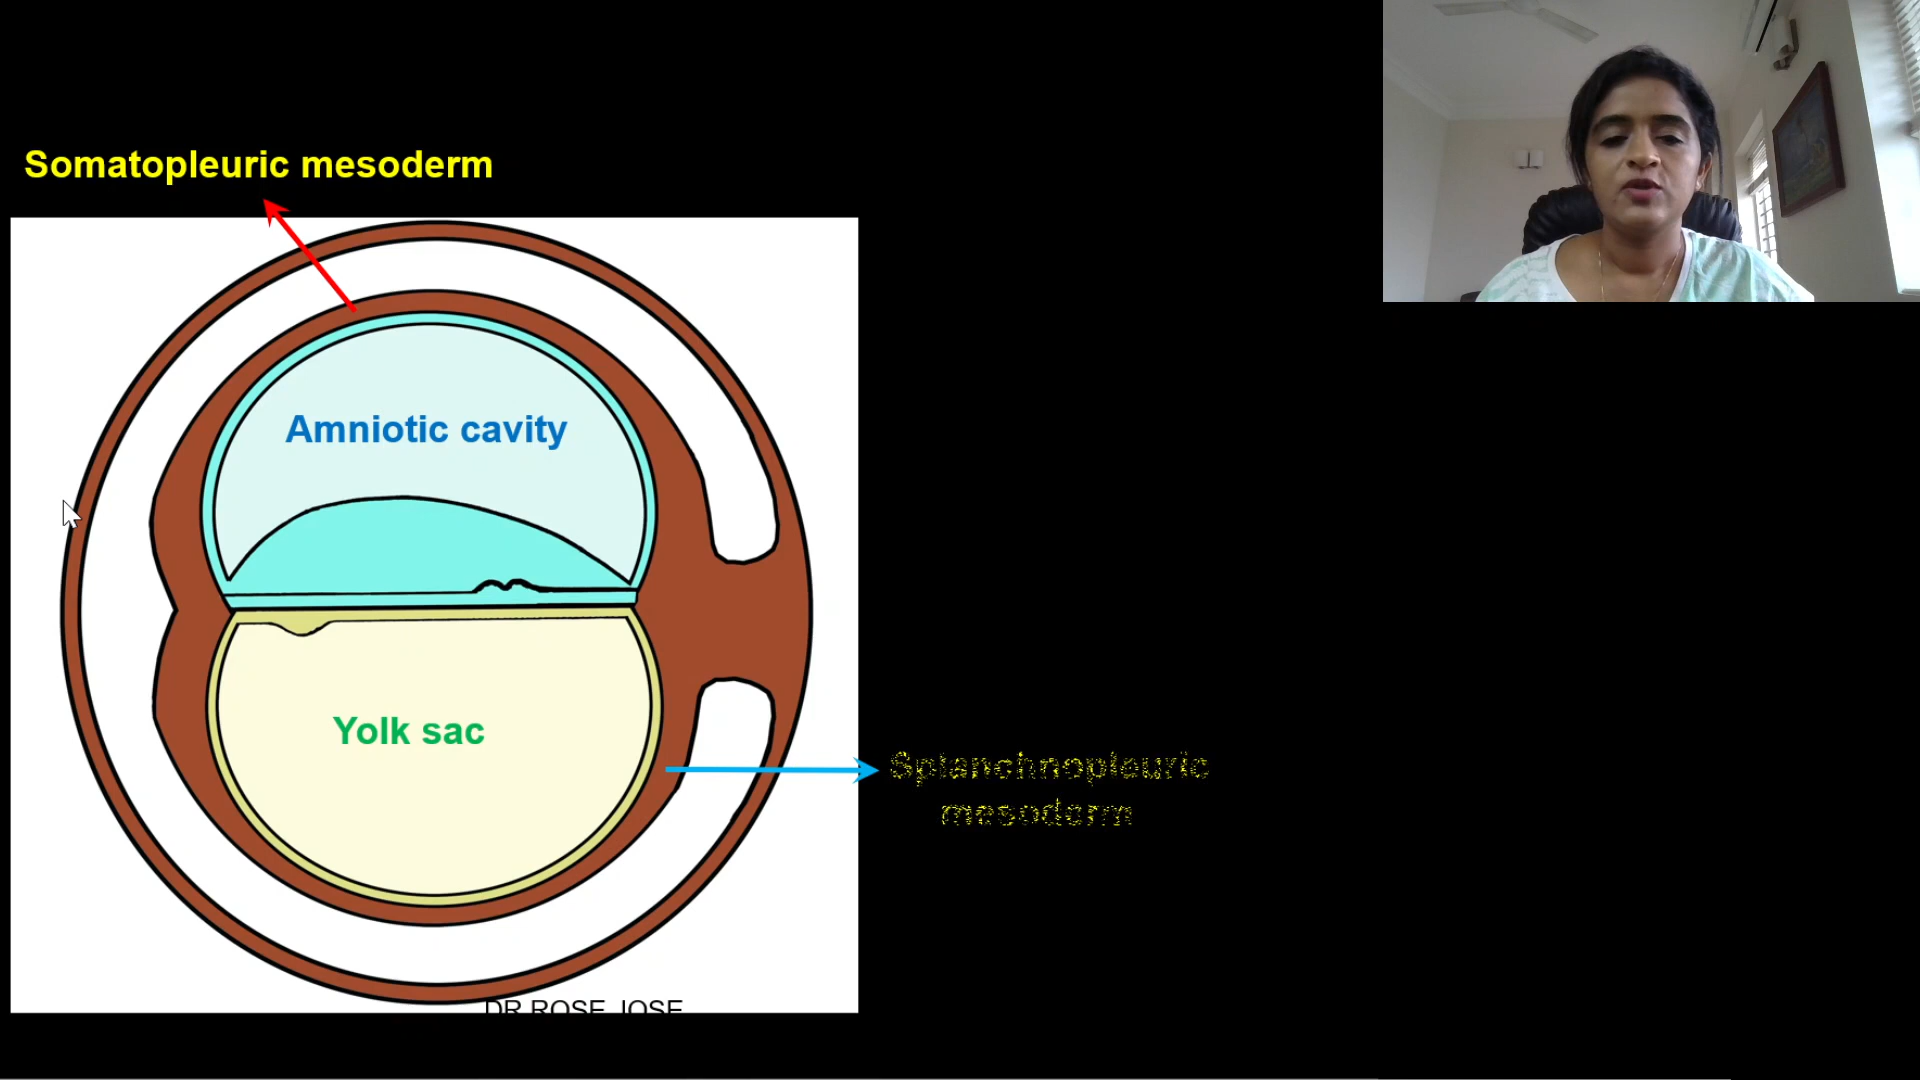 Somatopleuric mesoderm
Amniotic cavity
Yolk sac
Splanchnopleuric
mesoderm
DR ROSE JOSE